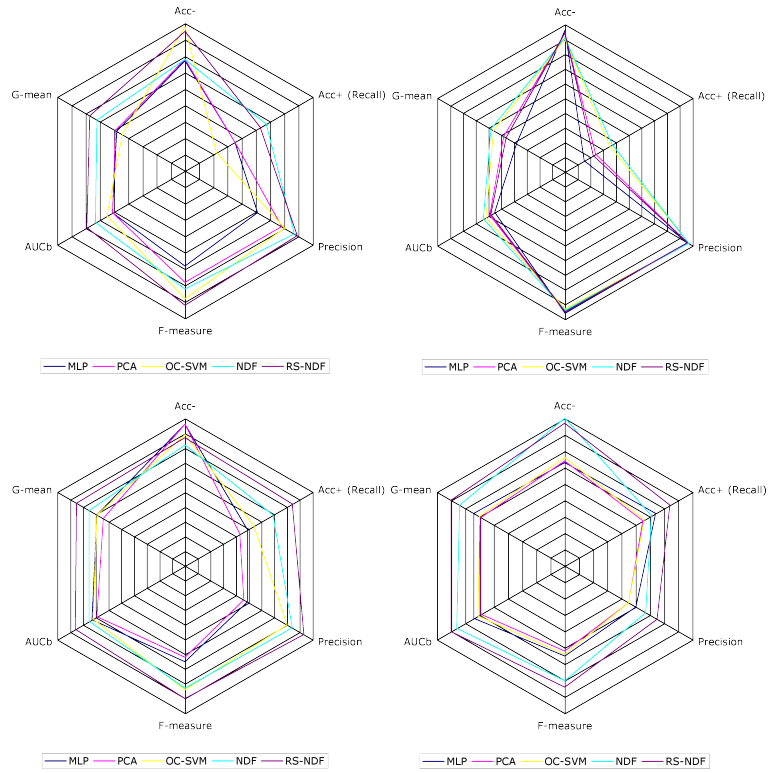 Acc-
Acc-
G-mean
Acc+ (Recall)
G-mean
Acc+ (Recall)
AUCb
Precision
AUCb
Precision
F-measure
F-measure
MLP PCA OC-SVM NDF RS-NDF
MLP PCA OC-SVM NDF RS-NDF
Acc-
Acc-
G-mean
Acc+ (Recall)
G-mean
Acc+ (Recall)
AUCb
Precision
AUCb
Precision
F-measure
F-measure
MLP PCA OC-SVM NDF RS-NDF
MLP PCA OC-SVM NDF RS-NDF